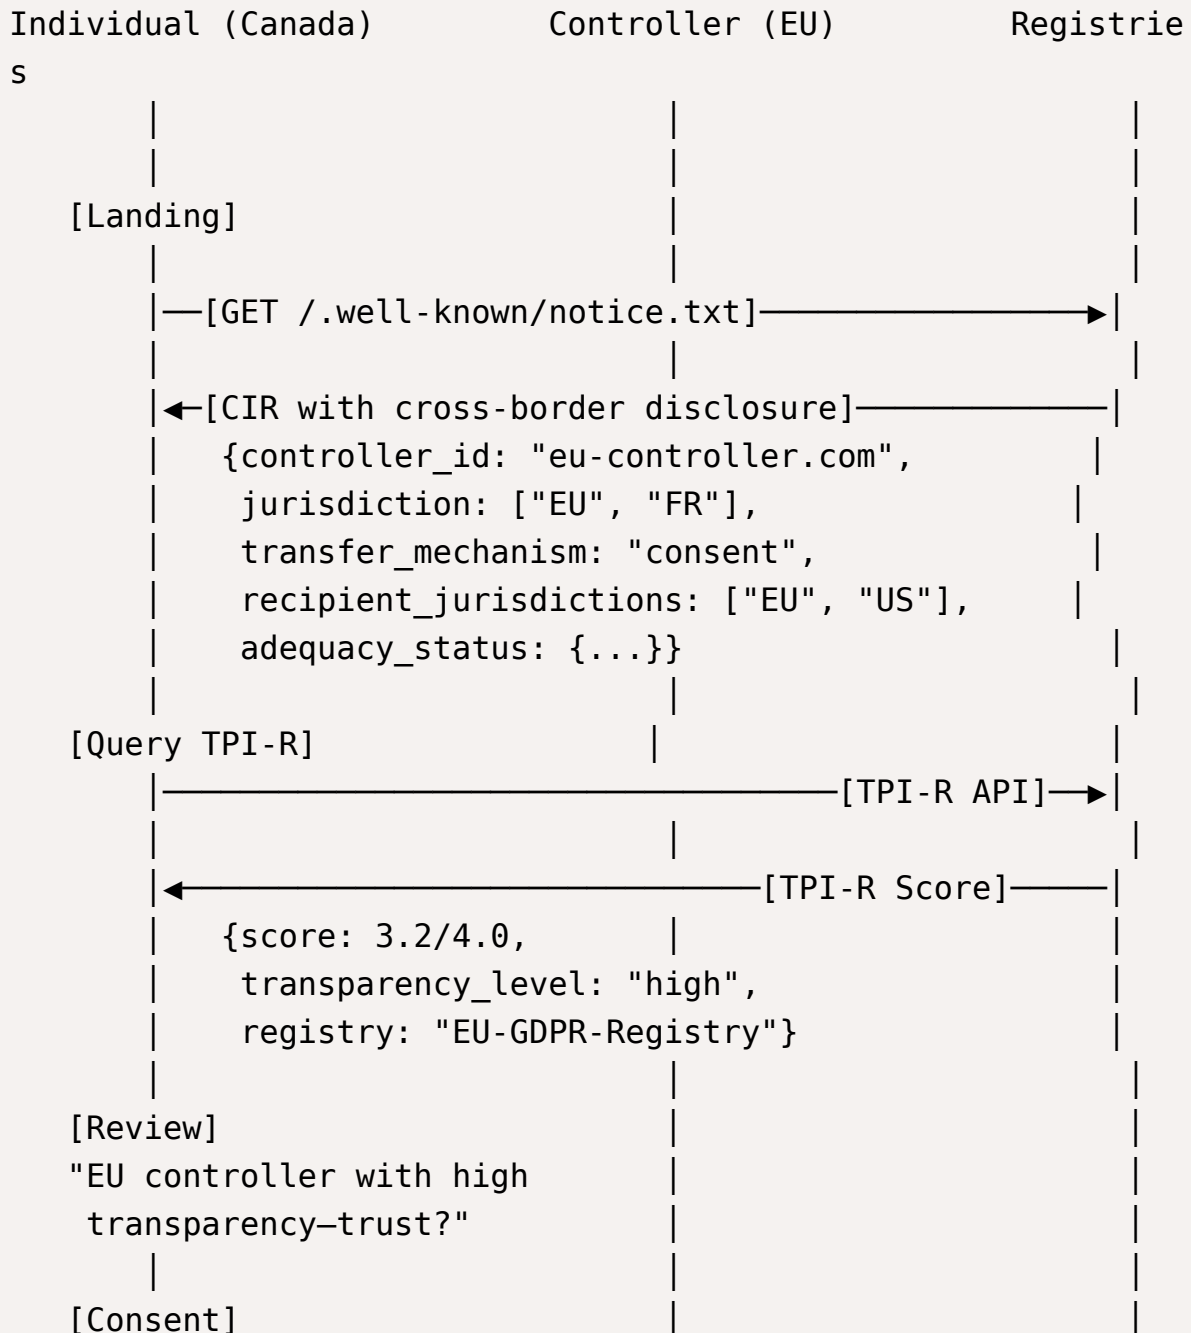 Individual (Canada)         Controller (EU)         Registrie
s
       │                          │                       │
       │                          │                       │
   [Landing]                      │                       │
       │                          │                       │
       │──[GET /.well-known/notice.txt]─────────────────►│
       │                          │                       │
       │◄─[CIR with cross-border disclosure]─────────────│
       │   {controller_id: "eu-controller.com",         │
       │    jurisdiction: ["EU", "FR"],                │
       │    transfer_mechanism: "consent",              │
       │    recipient_jurisdictions: ["EU", "US"],     │
       │    adequacy_status: {...}}                      │
       │                          │                       │
   [Query TPI-R]                 │                       │
       │───────────────────────────────────[TPI-R API]──►│
       │                          │                       │
       │◄──────────────────────────────[TPI-R Score]─────│
       │   {score: 3.2/4.0,       │                      │
       │    transparency_level: "high",                  │
       │    registry: "EU-GDPR-Registry"}                │
       │                          │                       │
   [Review]                       │                       │
   "EU controller with high       │                       │
    transparency—trust?"          │                       │
       │                          │                       │
   [Consent]                      │                       │